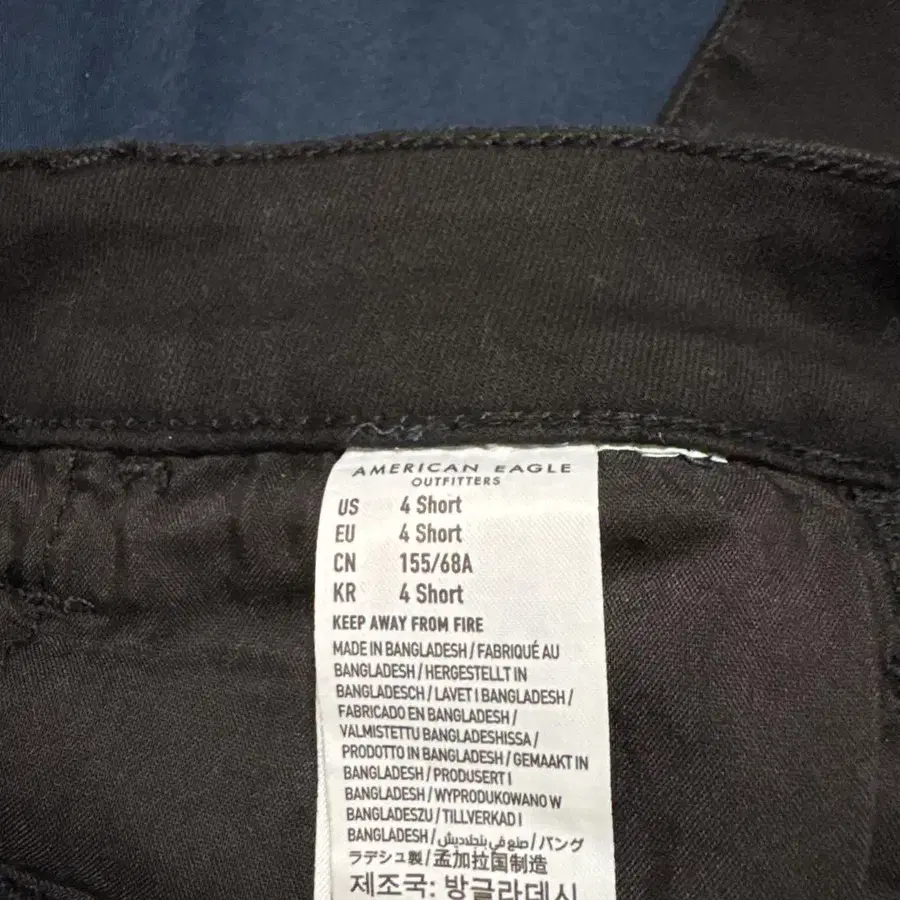 AMERICAN EAGLE
OUTFITTERS
US 4 Short
EU 4 Short
CN 155/68A
KR 4 Short
KEEP AWAY FROM FIRE
MADE IN BANGLADESH / FABRIQUÉ AU
BANGLADESH / HERGESTELLT IN
BANGLADESCH / LAVET I BANGLADESH /
FABRICADO EN BANGLADESH /
VALMISTETTU BANGLADESHISSA /
PRODOTTO IN BANGLADESH / GEMAAKT IN
BANGLADESH / PRODUSERT I
BANGLADESH / WYPRODUKOWANO W
BANGLADESZU / TILLVERKAD I
BANGLADESH / صنع في بنجلاديش / バング
ラデシュ製 / 孟加拉国制造
제조국: 방글라데시